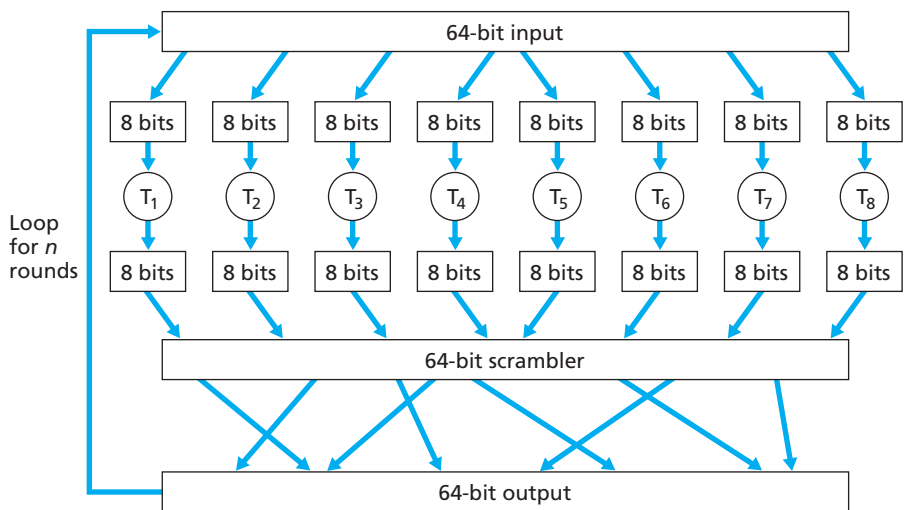 64-bit input
8 bits 8 bits 8 bits 8 bits 8 bits 8 bits 8 bits 8 bits
T1 T2 T3 T4 T5 T6 T7 T8
Loop
for n
rounds
8 bits 8 bits 8 bits 8 bits 8 bits 8 bits 8 bits 8 bits
64-bit scrambler
64-bit output